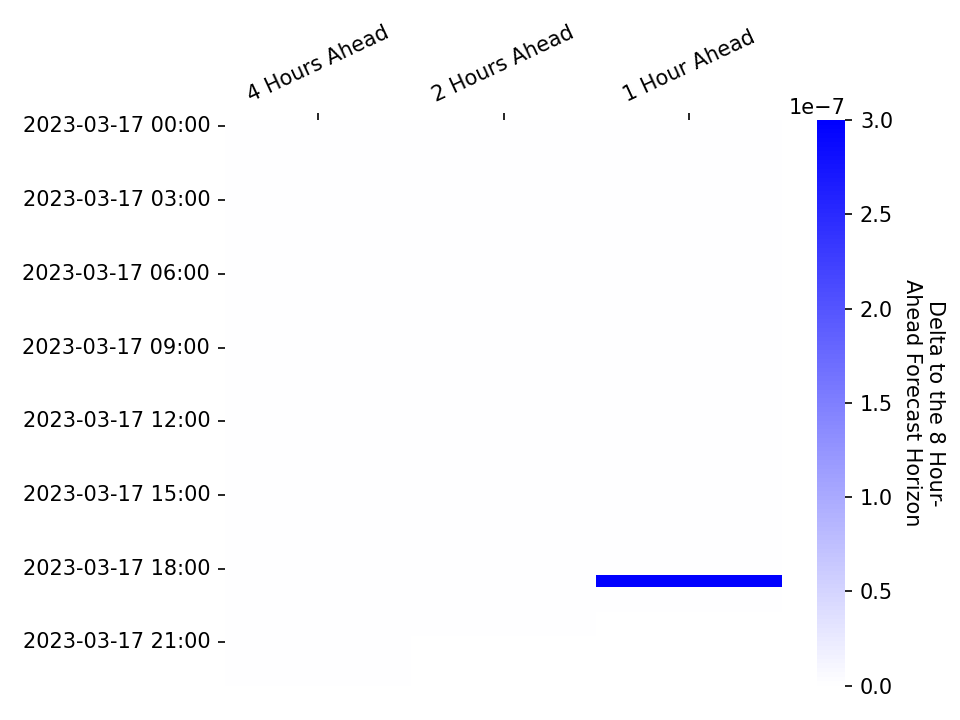 4 Hours Ahead
2 Hours Ahead
1 Hour Ahead
2023-03-17 00:00
2023-03-17 03:00
2023-03-17 06:00
2023-03-17 09:00
2023-03-17 12:00
2023-03-17 15:00
2023-03-17 18:00
2023-03-17 21:00
1e−7
3.0
2.5
2.0
1.5
1.0
0.5
0.0
Delta to the 8 Hour-
Ahead Forecast Horizon